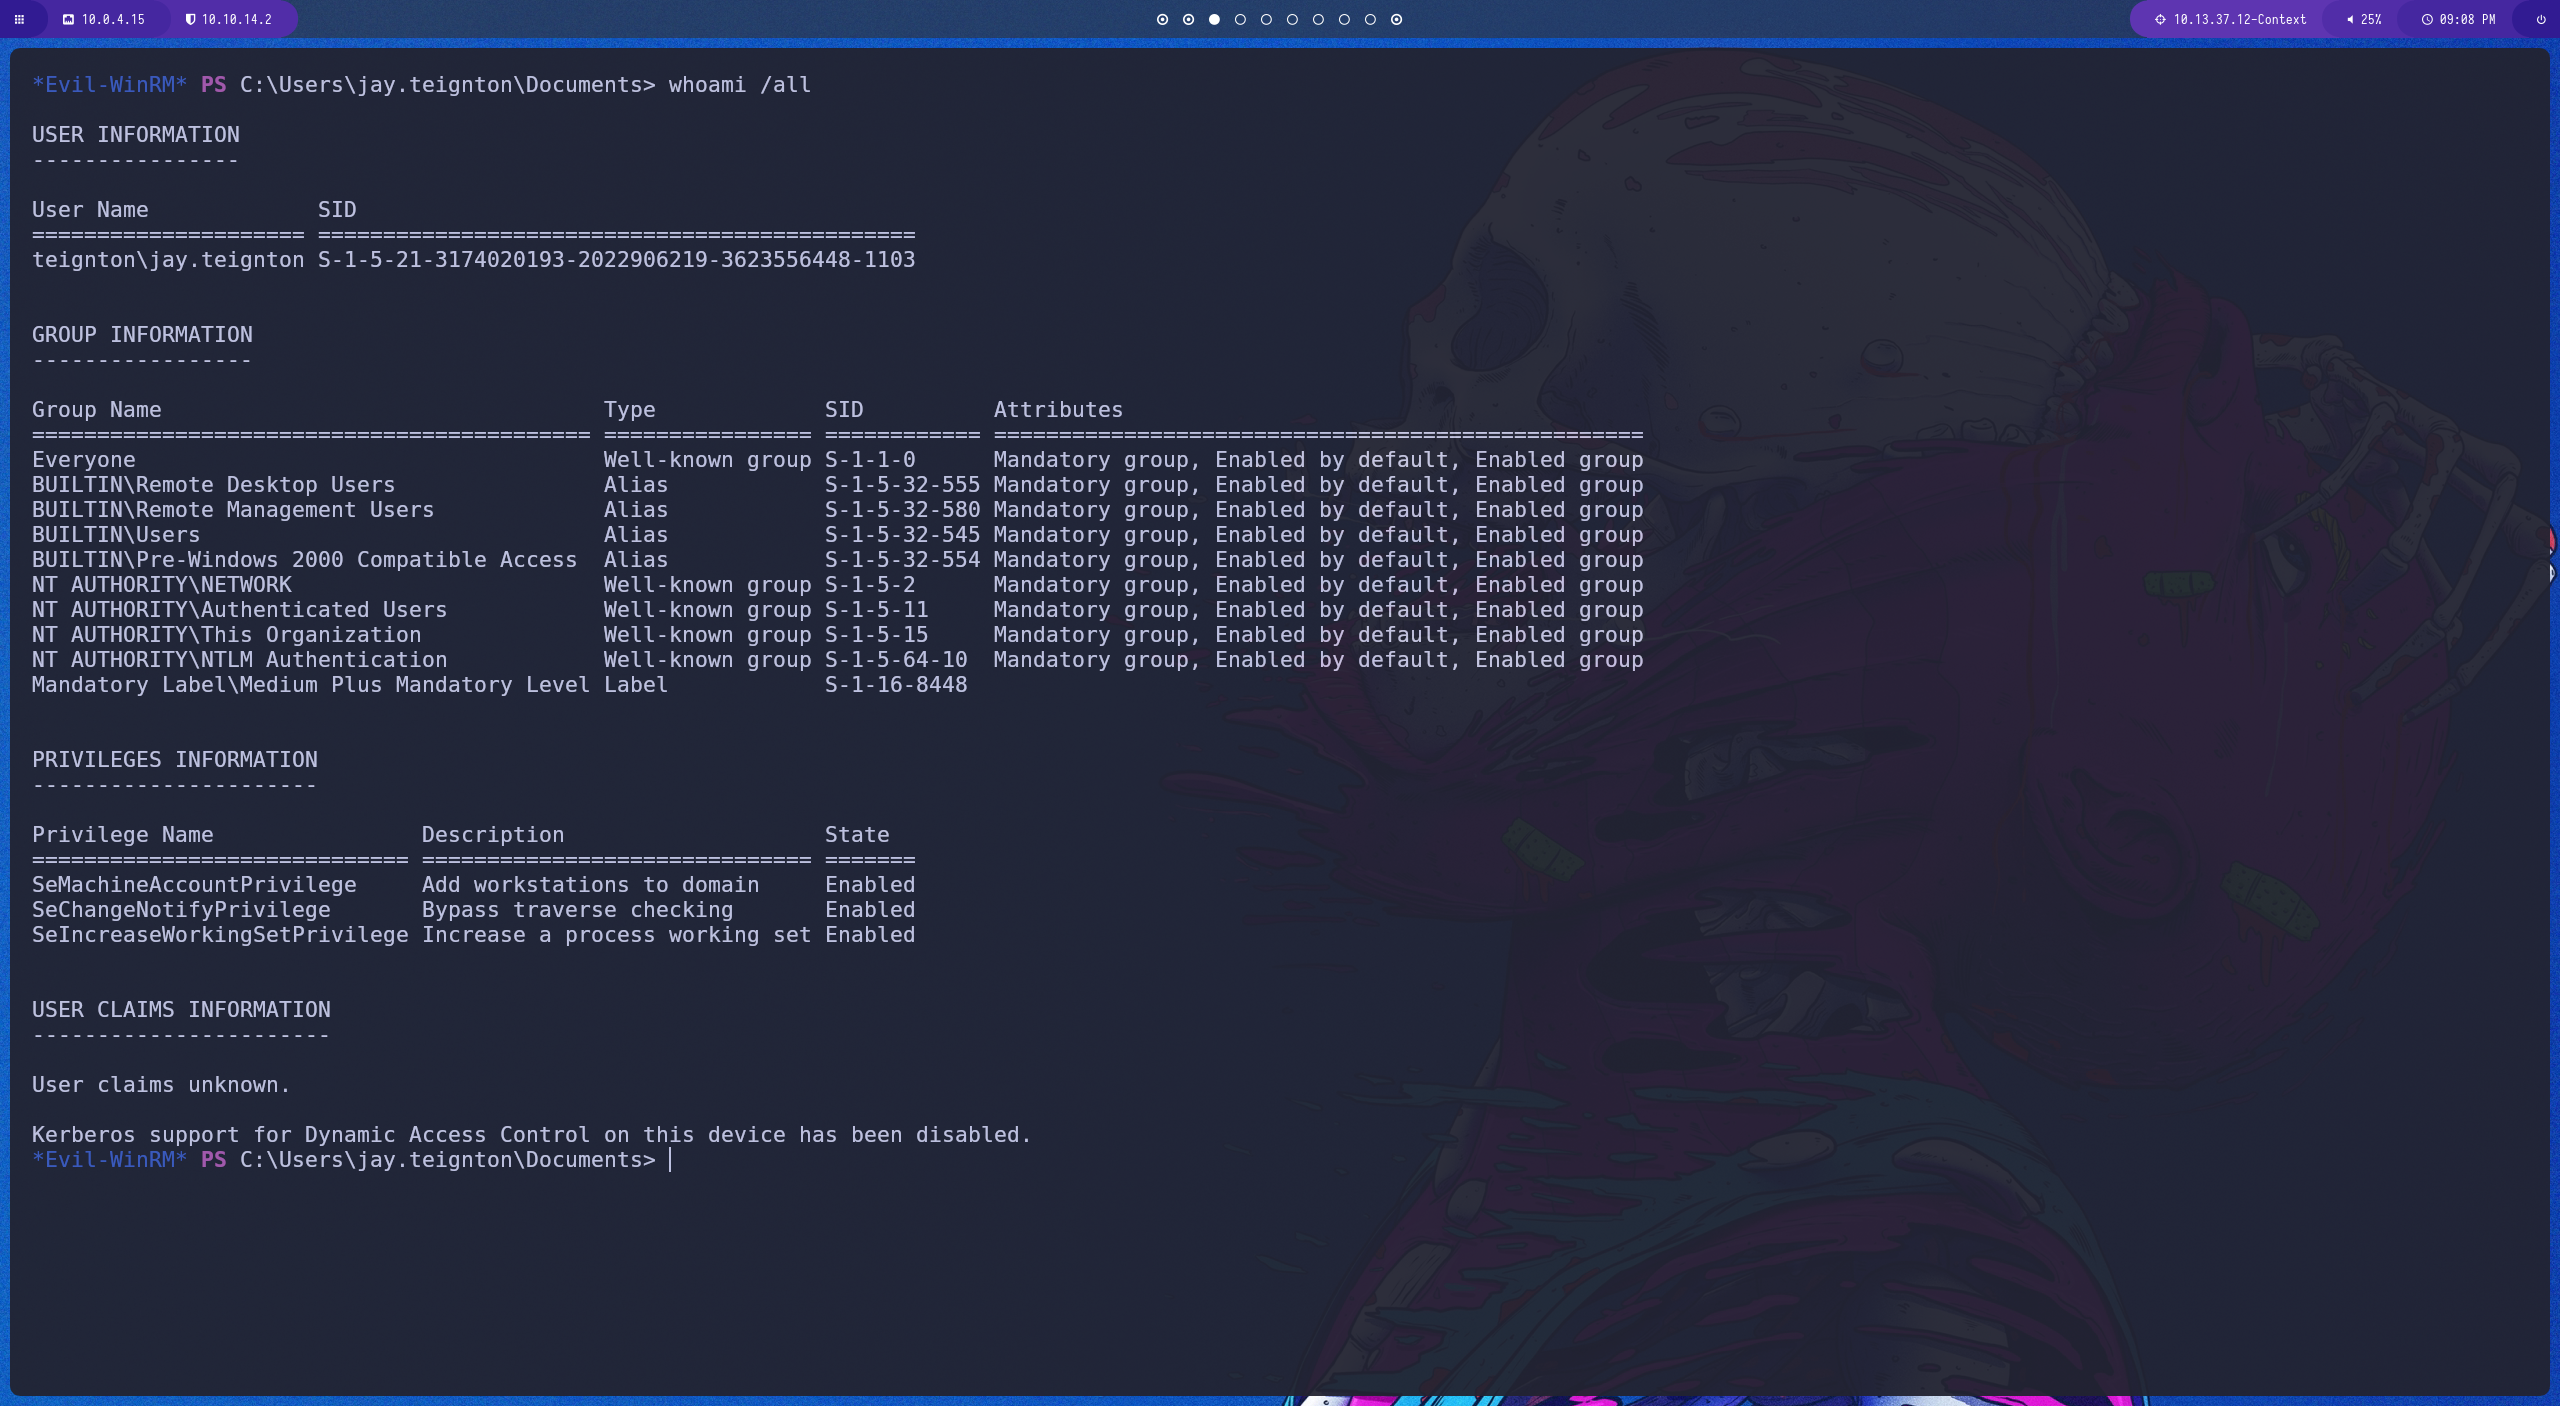 10.0.4.15 10.10.14.2 10.13.37.12-Context 25% 09:08 PM
*Evil-WinRM* PS C:\Users\jay.teignton\Documents> whoami /all
USER INFORMATION
----------------
User Name             SID
===================== ==============================================
teignton\jay.teignton S-1-5-21-3174020193-2022906219-3623556448-1103
GROUP INFORMATION
-----------------
Group Name                                  Type             SID          Attributes
=========================================== ================ ============ ==================================================
Everyone                                    Well-known group S-1-1-0      Mandatory group, Enabled by default, Enabled group
BUILTIN\Remote Desktop Users                Alias            S-1-5-32-555 Mandatory group, Enabled by default, Enabled group
BUILTIN\Remote Management Users             Alias            S-1-5-32-580 Mandatory group, Enabled by default, Enabled group
BUILTIN\Users                               Alias            S-1-5-32-545 Mandatory group, Enabled by default, Enabled group
BUILTIN\Pre-Windows 2000 Compatible Access  Alias            S-1-5-32-554 Mandatory group, Enabled by default, Enabled group
NT AUTHORITY\NETWORK                        Well-known group S-1-5-2      Mandatory group, Enabled by default, Enabled group
NT AUTHORITY\Authenticated Users            Well-known group S-1-5-11     Mandatory group, Enabled by default, Enabled group
NT AUTHORITY\This Organization              Well-known group S-1-5-15     Mandatory group, Enabled by default, Enabled group
NT AUTHORITY\NTLM Authentication            Well-known group S-1-5-64-10  Mandatory group, Enabled by default, Enabled group
Mandatory Label\Medium Plus Mandatory Level Label            S-1-16-8448
PRIVILEGES INFORMATION
----------------------
Privilege Name                Description                    State
============================= ============================== =======
SeMachineAccountPrivilege     Add workstations to domain     Enabled
SeChangeNotifyPrivilege       Bypass traverse checking       Enabled
SeIncreaseWorkingSetPrivilege Increase a process working set Enabled
USER CLAIMS INFORMATION
-----------------------
User claims unknown.
Kerberos support for Dynamic Access Control on this device has been disabled.
*Evil-WinRM* PS C:\Users\jay.teignton\Documents>